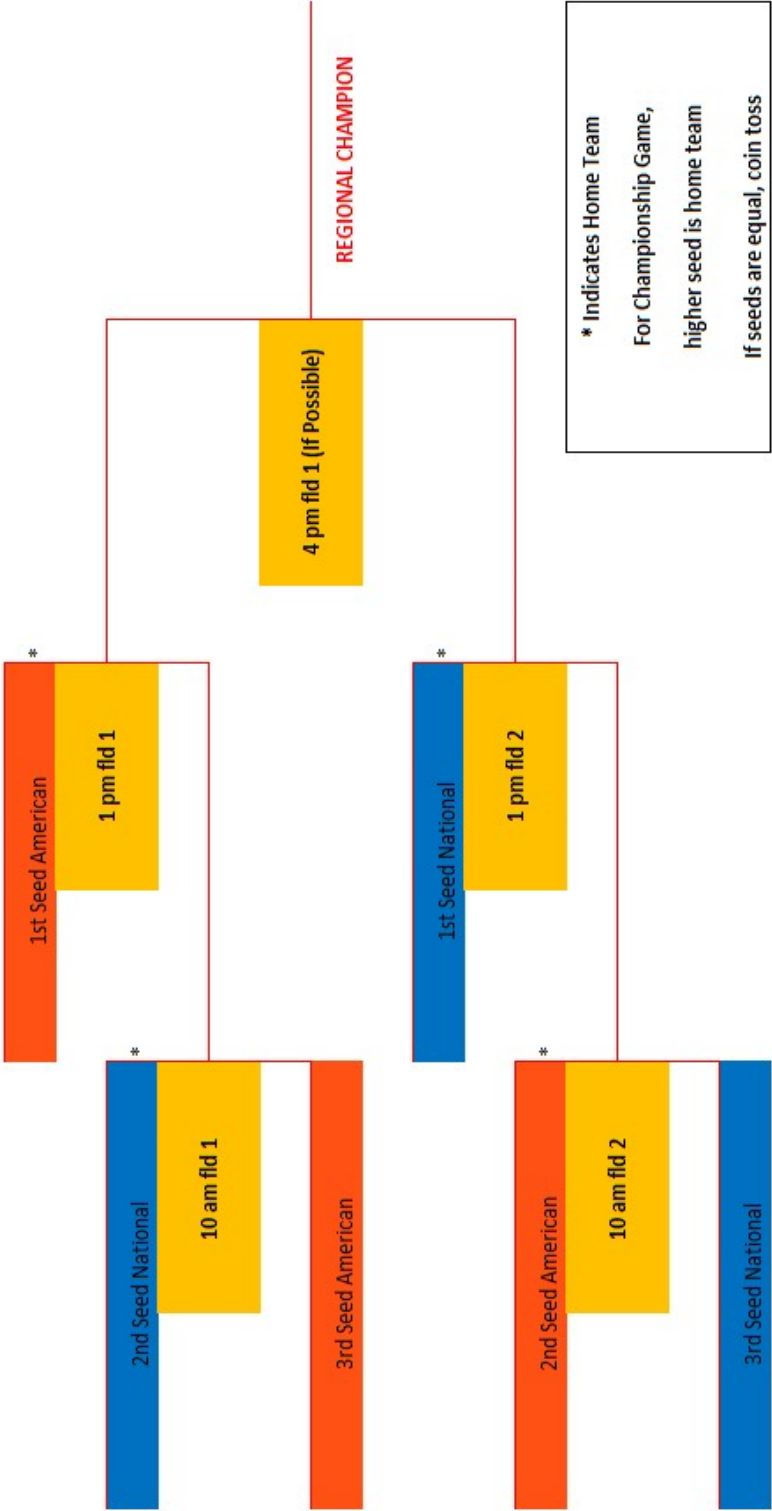 1st Seed American
*
1 pm fld 1
2nd Seed National
*
10 am fld 1
3rd Seed American
4 pm fld 1 (If Possible)
REGIONAL CHAMPION
1st Seed National
*
1 pm fld 2
2nd Seed American
*
10 am fld 2
3rd Seed National
* Indicates Home Team
For Championship Game,
higher seed is home team
If seeds are equal, coin toss